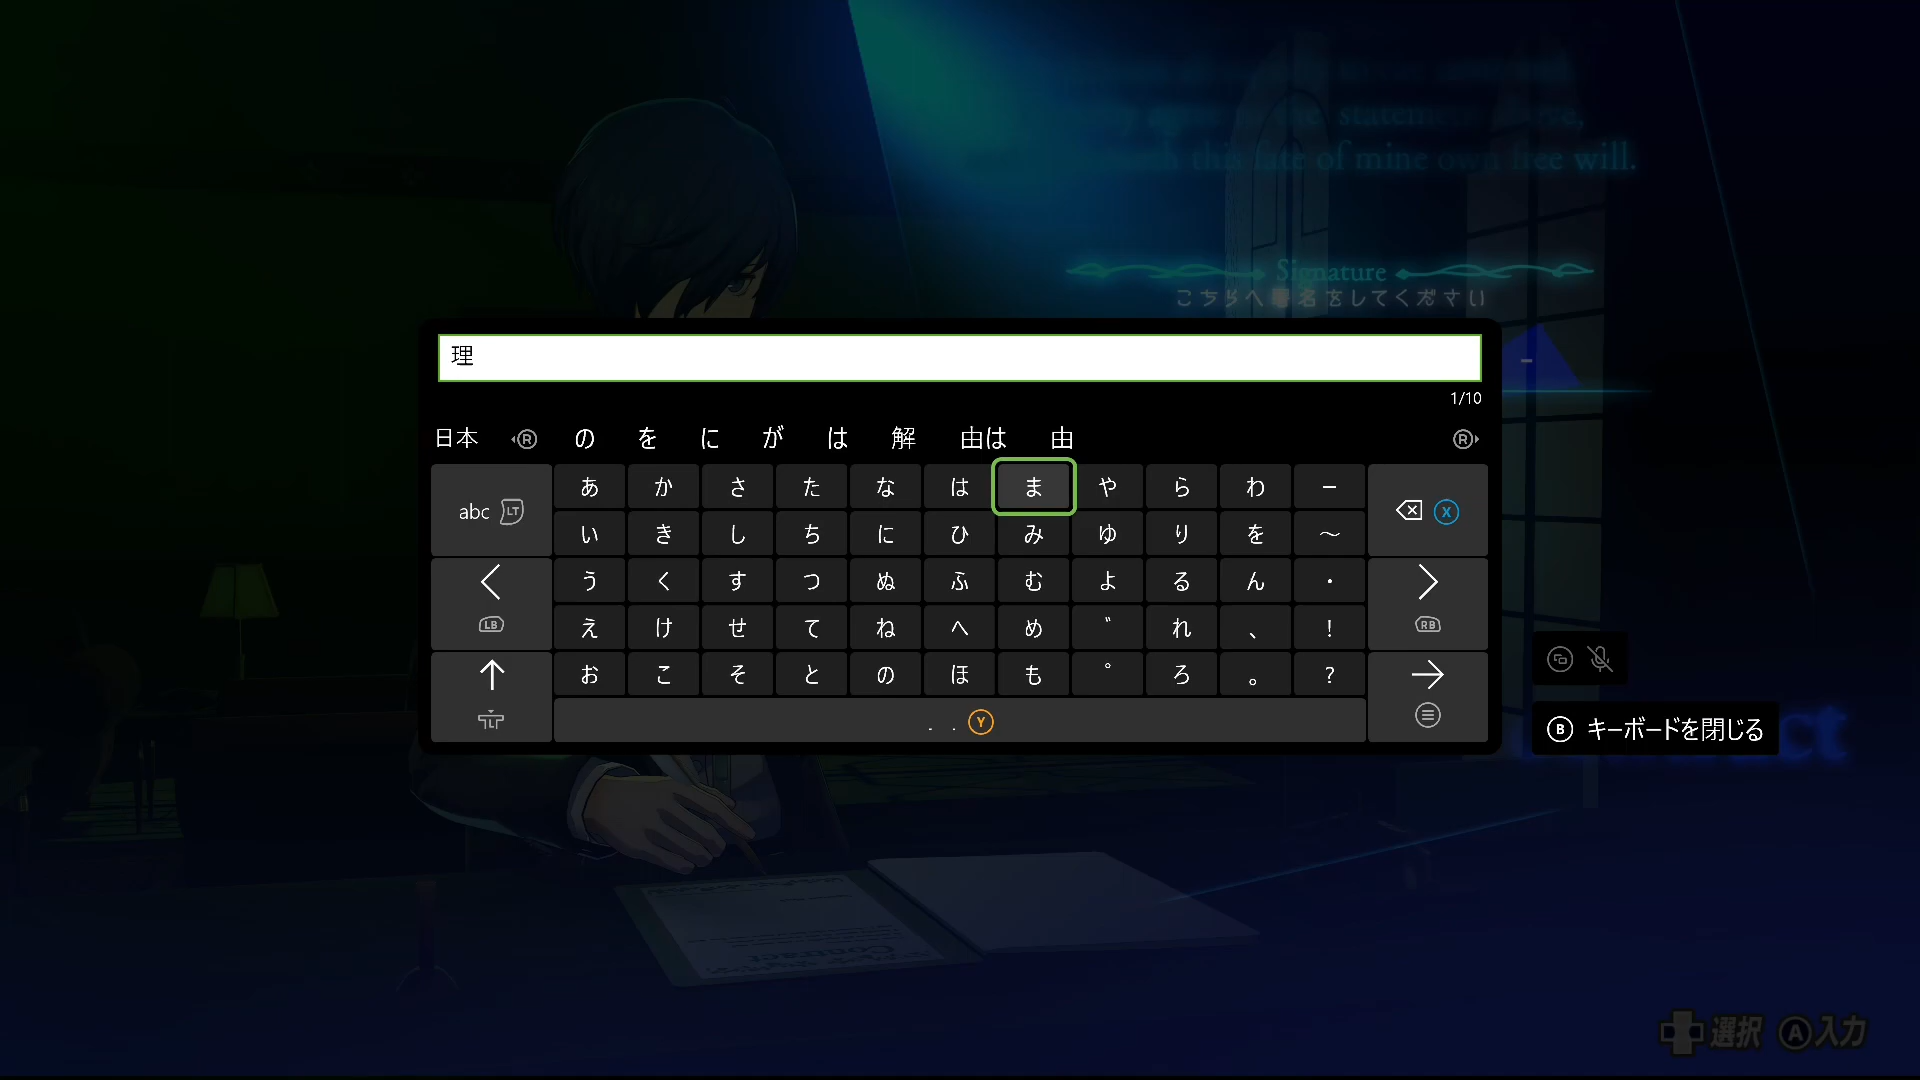 statement
this fate of mine own free will.
Signature
こちらへ署名をしてください
理
1/10
日本 R の を に が は 解 由は 由 R
abc LT あ か さ た な は ま や ら わ ー X
い き し ち に ひ み ゆ り を ～
う く す つ ぬ ふ む よ る ん ・
LB え け せ て ね へ め ゛ れ 、 ! RB
お こ そ と の ほ も ゜ ろ 。 ?
Y
B キーボードを閉じる
Contract
選択 A 入力